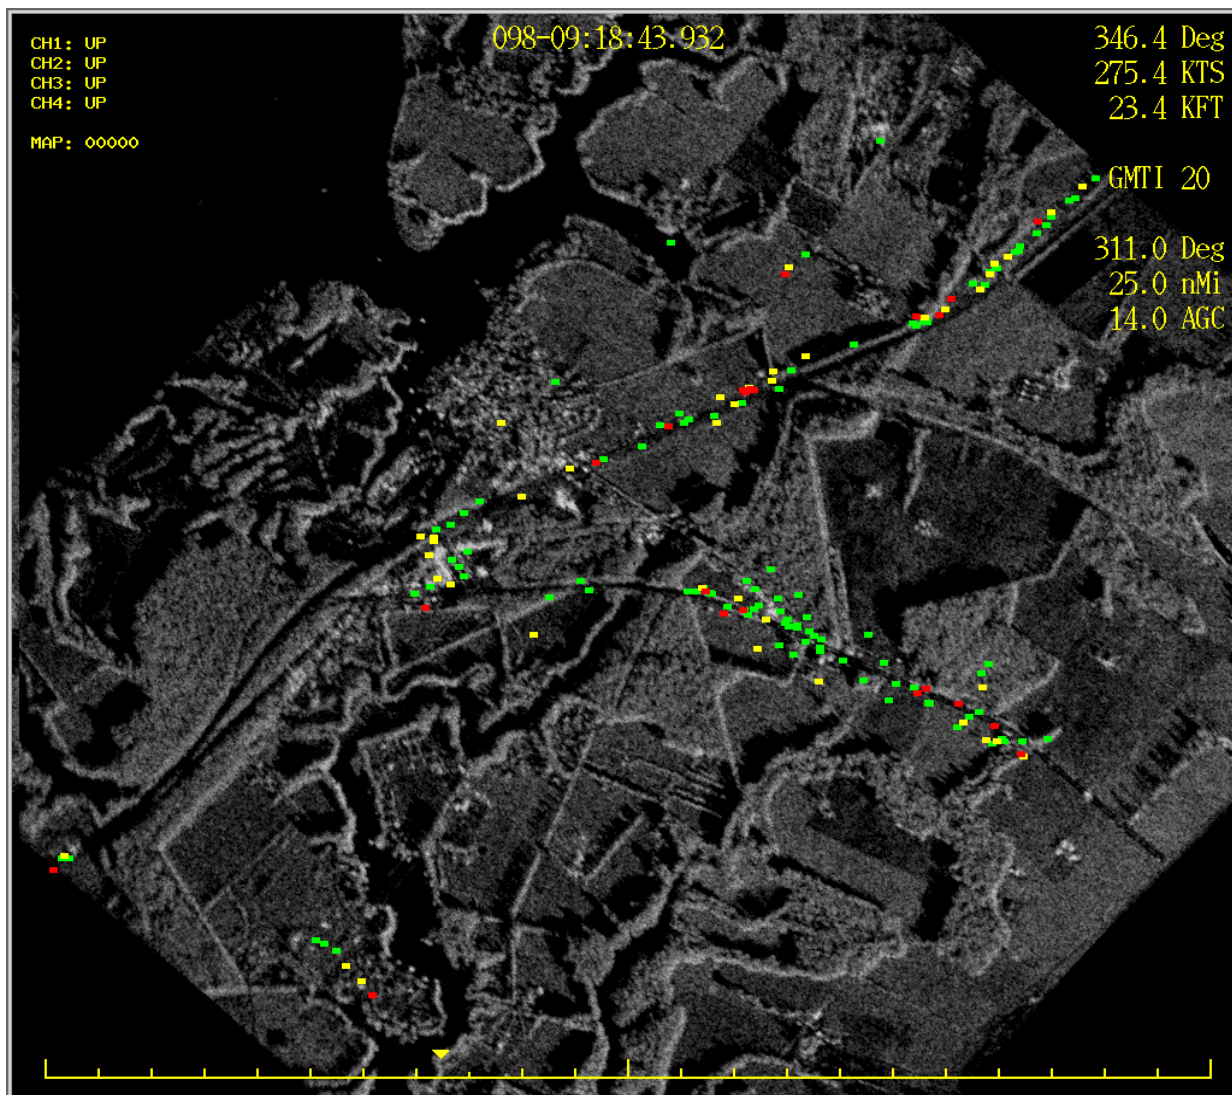 CH1: UP
CH2: UP
CH3: UP
CH4: UP
MAP: 00000
098-09:18:43.932
346.4 Deg
275.4 KTS
23.4 KFT
GMTI 20
311.0 Deg
25.0 nMi
14.0 AGC